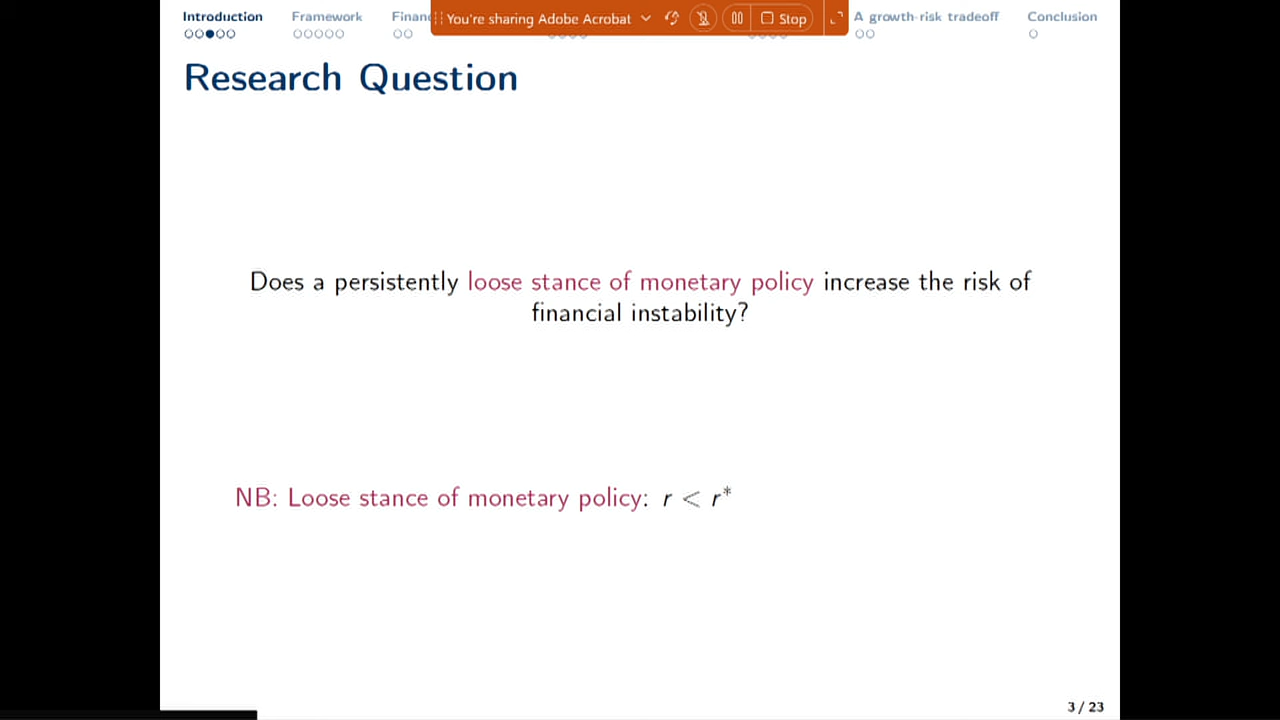 Introduction
Framework
Finan
You're sharing Adobe Acrobat
Stop
A growth-risk tradeoff
Conclusion
Research Question
Does a persistently loose stance of monetary policy increase the risk of
financial instability?
NB: Loose stance of monetary policy: r < r*
3 / 23